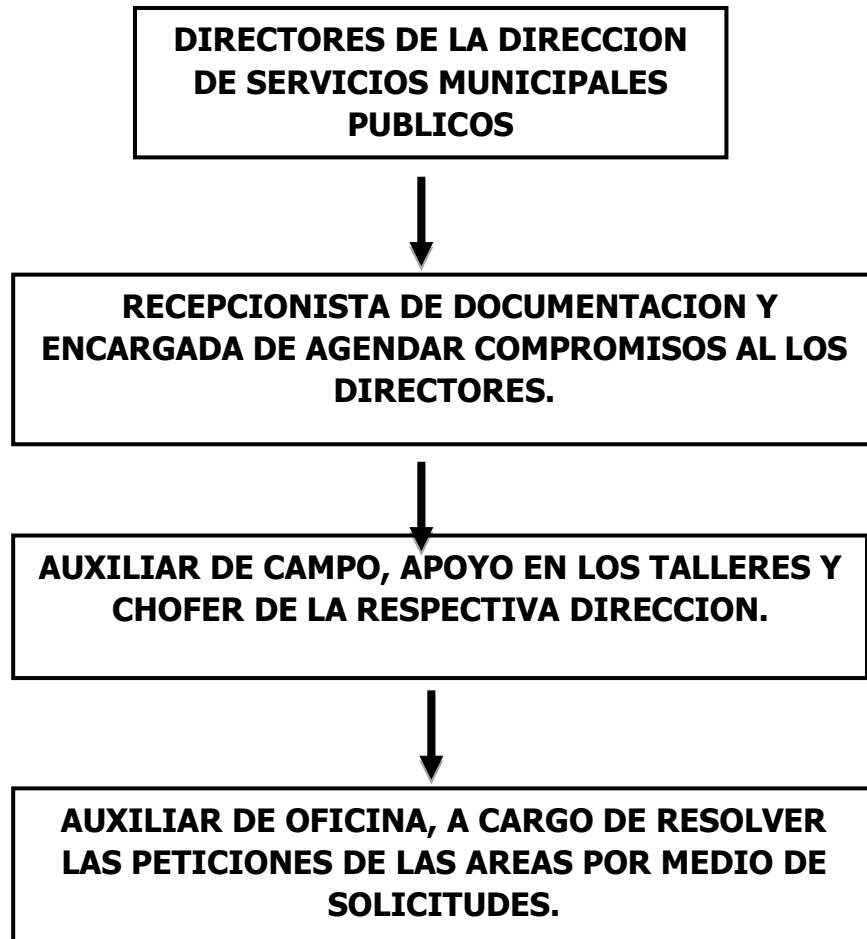 DIRECTORES DE LA DIRECCION
DE SERVICIOS MUNICIPALES
PUBLICOS
RECEPCIONISTA DE DOCUMENTACION Y
ENCARGADA DE AGENDAR COMPROMISOS AL LOS
DIRECTORES.
AUXILIAR DE CAMPO, APOYO EN LOS TALLERES Y
CHOFER DE LA RESPECTIVA DIRECCION.
AUXILIAR DE OFICINA, A CARGO DE RESOLVER
LAS PETICIONES DE LAS AREAS POR MEDIO DE
SOLICITUDES.